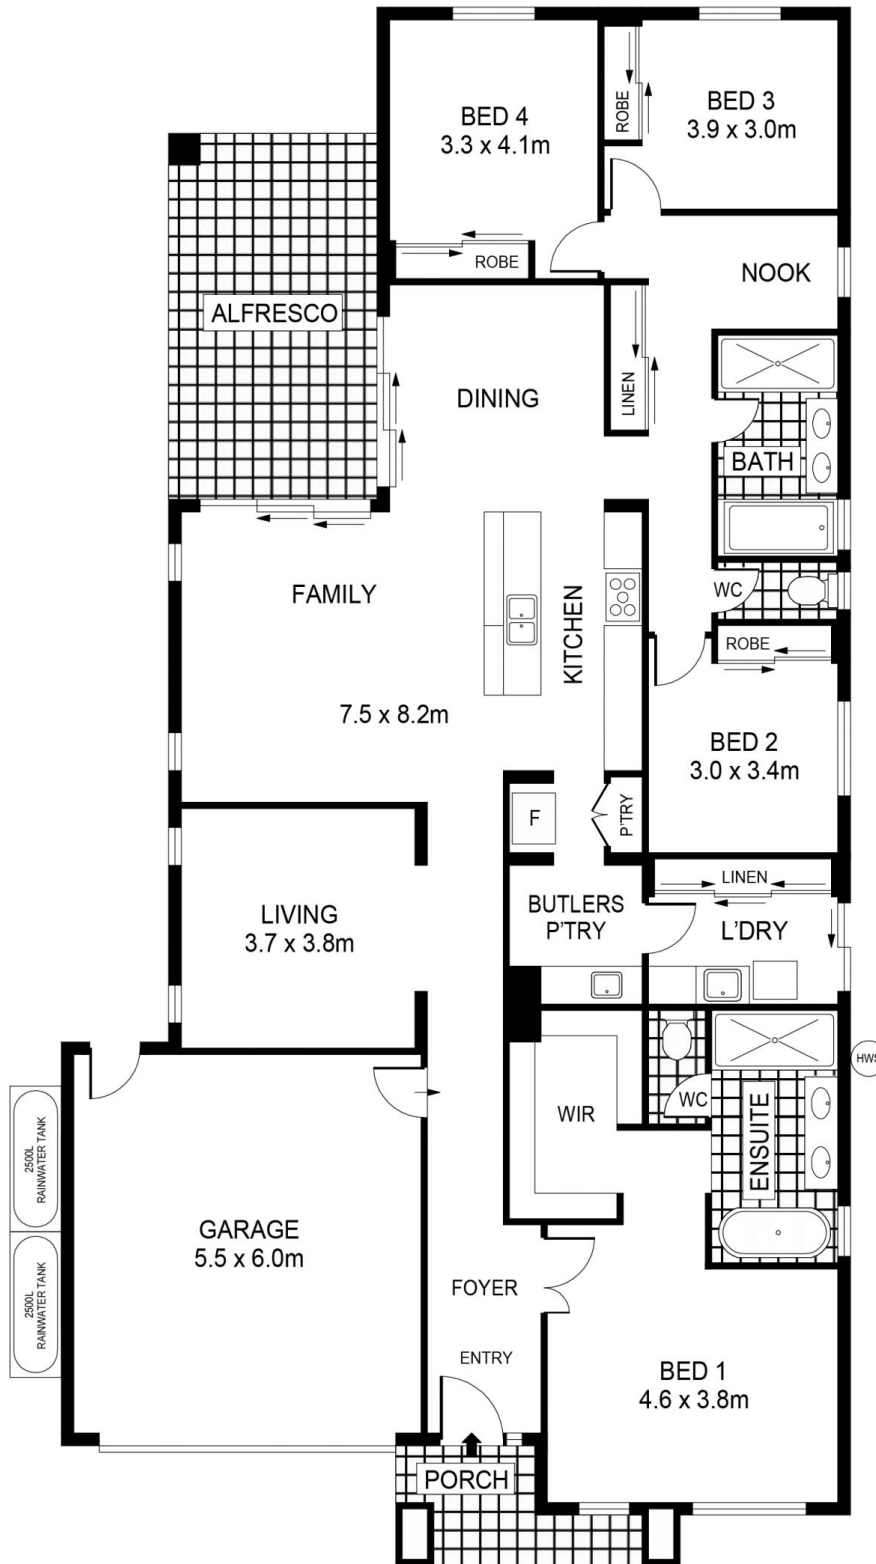 BED 4
3.3 x 4.1m
ROBE
BED 3
3.9 x 3.0m
ROBE
NOOK
ALFRESCO
DINING
LINEN
BATH
FAMILY
KITCHEN
WC
ROBE
7.5 x 8.2m
BED 2
3.0 x 3.4m
F
P'TRY
LIVING
3.7 x 3.8m
BUTLERS
P'TRY
LINEN
L'DRY
HWS
WC
ENSUITE
WIR
2500L
RAINWATER TANK
2500L
RAINWATER TANK
GARAGE
5.5 x 6.0m
FOYER
ENTRY
BED 1
4.6 x 3.8m
PORCH